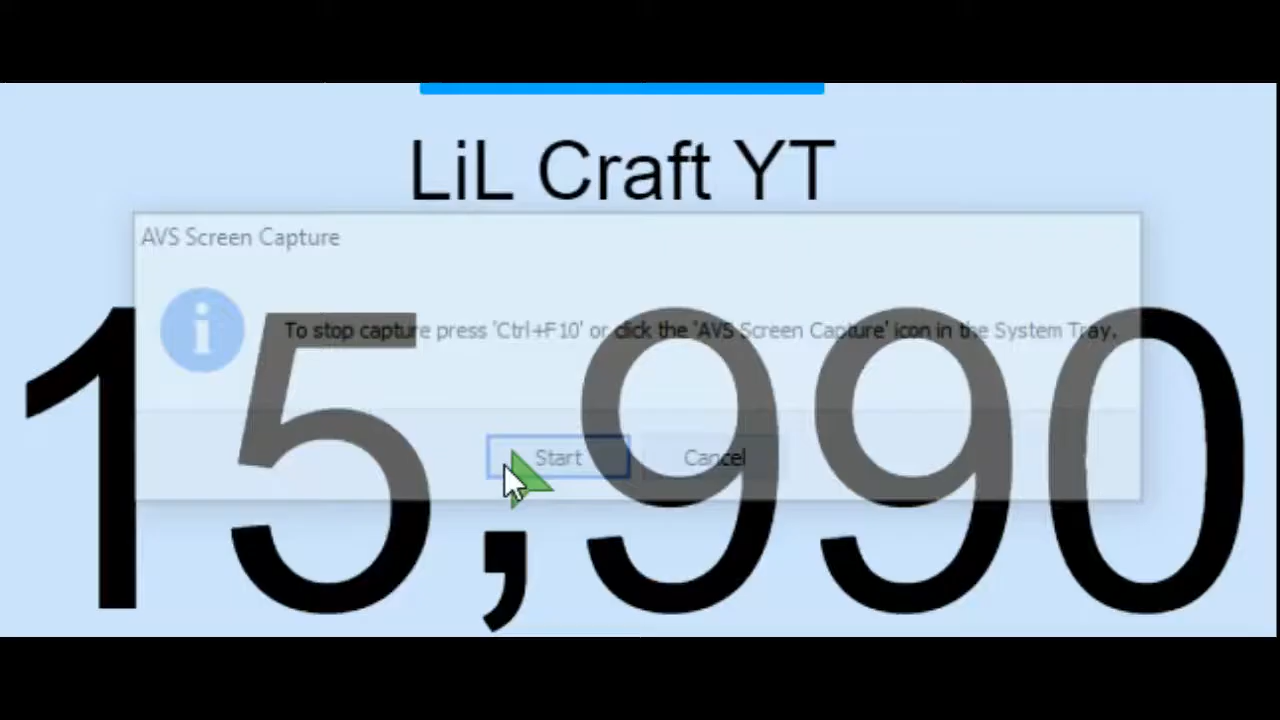 LiL Craft YT
AVS Screen Capture
To stop capture press 'Ctrl+F10' or click the 'AVS Screen Capture' icon in the System Tray.
15,990
Start Cancel